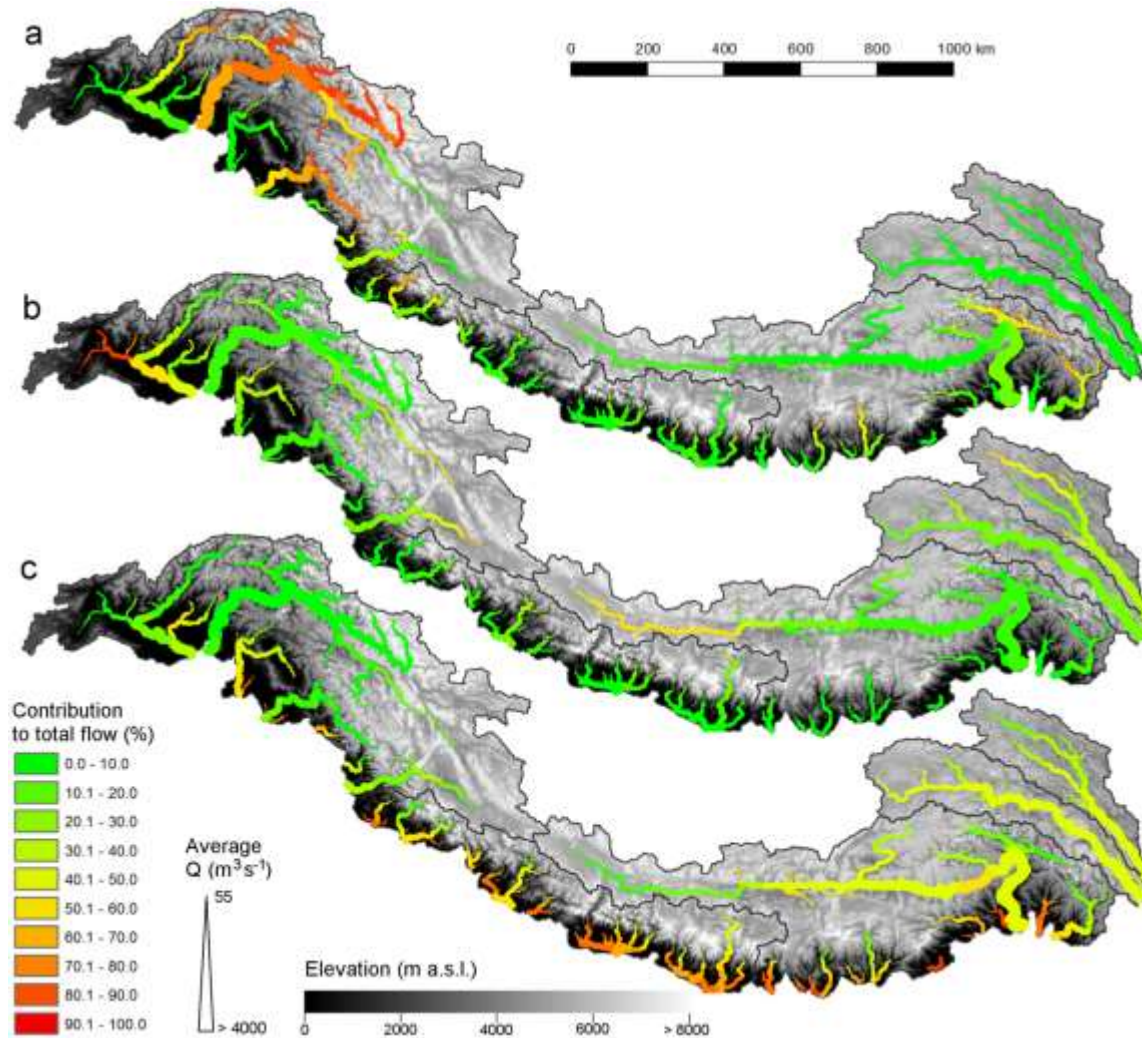 a
0 200 400 600 800 1000 km
b
c
Contribution
to total flow (%)
0.0 - 10.0
10.1 - 20.0
20.1 - 30.0
30.1 - 40.0
40.1 - 50.0
50.1 - 60.0
60.1 - 70.0
70.1 - 80.0
80.1 - 90.0
90.1 - 100.0
Average
Q (m³s⁻¹)
55
> 4000
Elevation (m a.s.l.)
0 2000 4000 6000 > 8000